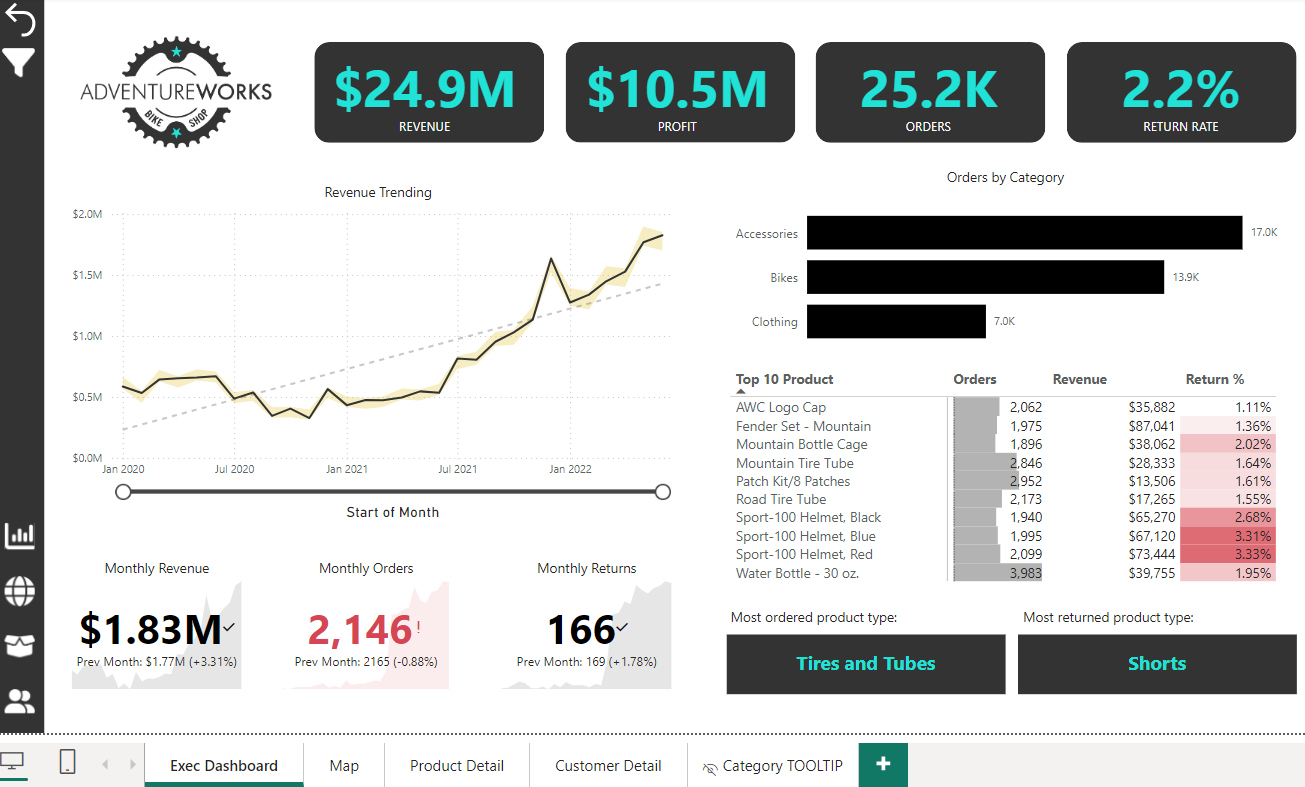 ADVENTUREWORKS
BIKE SHOP
$24.9M
REVENUE
$10.5M
PROFIT
25.2K
ORDERS
2.2%
RETURN RATE
Revenue Trending
$2.0M
$1.5M
$1.0M
$0.5M
$0.0M
Jan 2020 Jul 2020 Jan 2021 Jul 2021 Jan 2022
Start of Month
Orders by Category
Accessories 17.0K
Bikes 13.9K
Clothing 7.0K
Top 10 Product Orders Revenue Return %
AWC Logo Cap 2,062 $35,882 1.11%
Fender Set - Mountain 1,975 $87,041 1.36%
Mountain Bottle Cage 1,896 $38,062 2.02%
Mountain Tire Tube 2,846 $28,333 1.64%
Patch Kit/8 Patches 2,952 $13,506 1.61%
Road Tire Tube 2,173 $17,265 1.55%
Sport-100 Helmet, Black 1,940 $65,270 2.68%
Sport-100 Helmet, Blue 1,995 $67,120 3.31%
Sport-100 Helmet, Red 2,099 $73,444 3.33%
Water Bottle - 30 oz. 3,983 $39,755 1.95%
Monthly Revenue
$1.83M
Prev Month: $1.77M (+3.31%)
Monthly Orders
2,146!
Prev Month: 2165 (-0.88%)
Monthly Returns
166
Prev Month: 169 (+1.78%)
Most ordered product type:
Tires and Tubes
Most returned product type:
Shorts
Exec Dashboard Map Product Detail Customer Detail Category TOOLTIP +